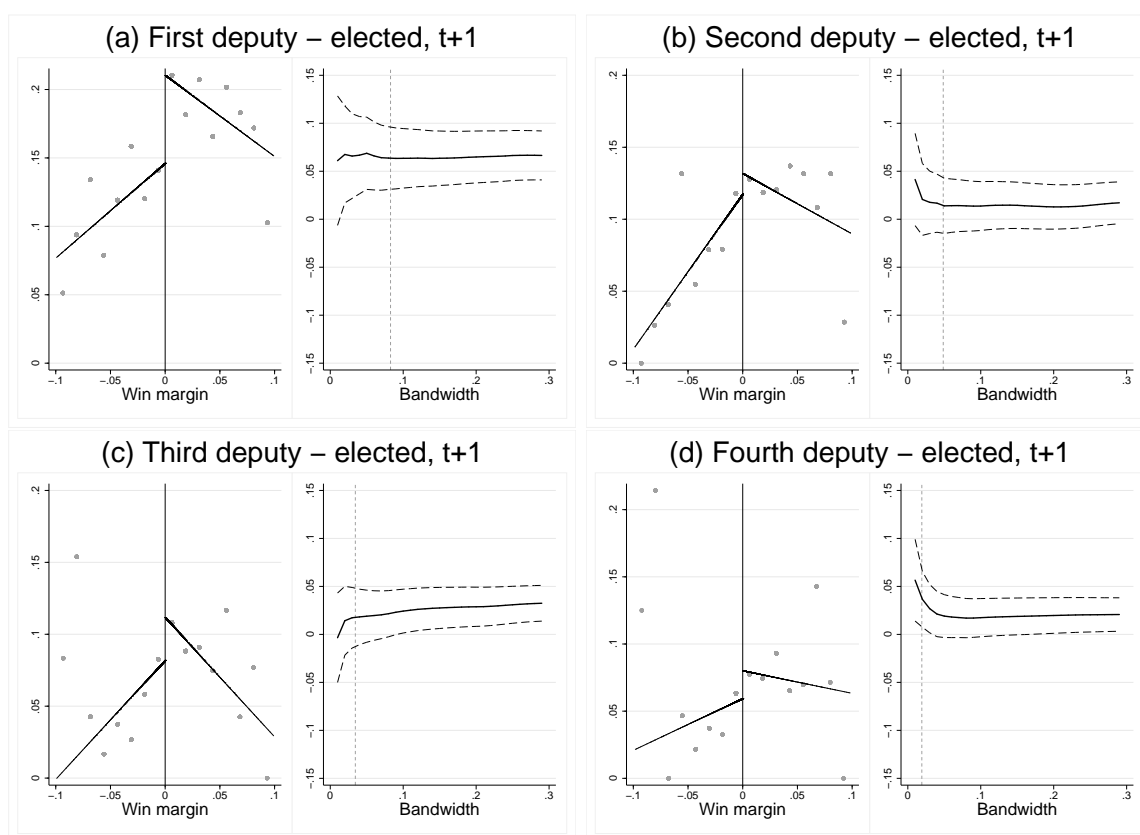 (a) First deputy – elected, t+1
0 .05 .1 .15 .2
−.1 −.05 0 .05 .1
Win margin
−.15 −.1 −.05 0 .05 .1 .15
0 .1 .2 .3
Bandwidth
(b) Second deputy – elected, t+1
0 .05 .1 .15 .2
−.1 −.05 0 .05 .1
Win margin
−.15 −.1 −.05 0 .05 .1 .15
0 .1 .2 .3
Bandwidth
(c) Third deputy – elected, t+1
0 .05 .1 .15 .2
−.1 −.05 0 .05 .1
Win margin
−.15 −.1 −.05 0 .05 .1 .15
0 .1 .2 .3
Bandwidth
(d) Fourth deputy – elected, t+1
0 .05 .1 .15 .2
−.1 −.05 0 .05 .1
Win margin
−.15 −.1 −.05 0 .05 .1 .15
0 .1 .2 .3
Bandwidth